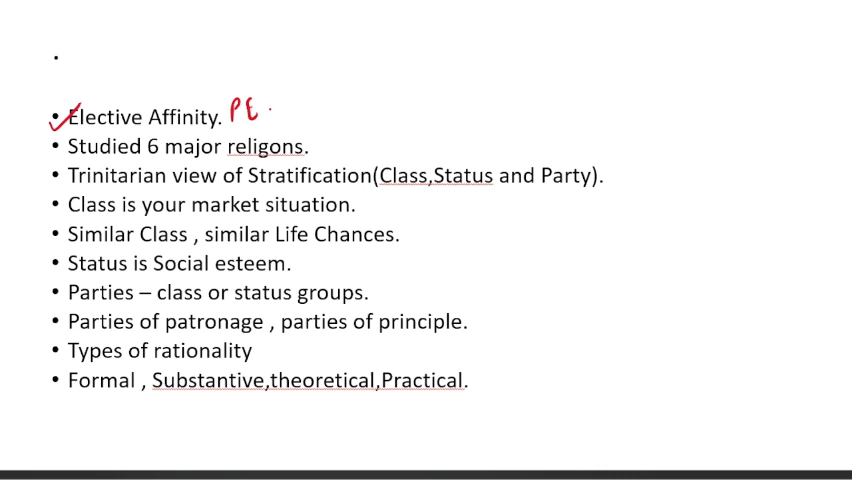 .
• Elective Affinity. PE
• Studied 6 major religons.
• Trinitarian view of Stratification(Class,Status and Party).
• Class is your market situation.
• Similar Class , similar Life Chances.
• Status is Social esteem.
• Parties – class or status groups.
• Parties of patronage , parties of principle.
• Types of rationality
• Formal , Substantive,theoretical,Practical.